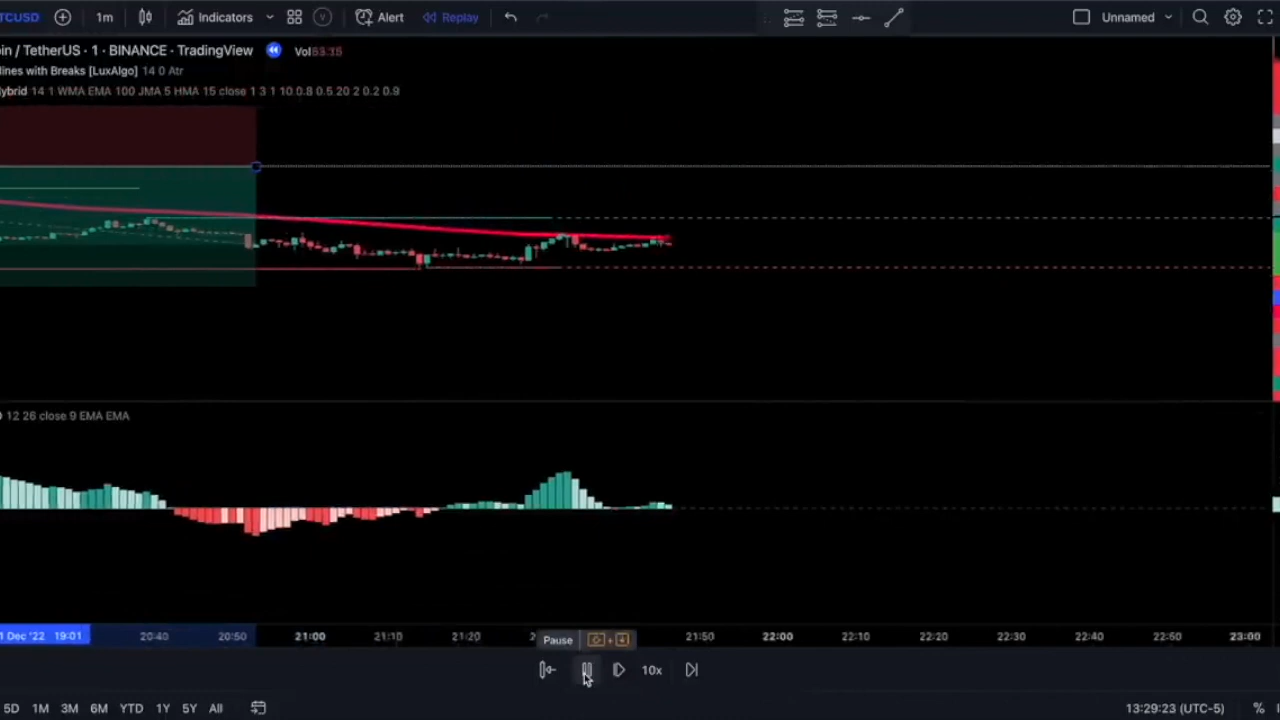 TCUSD 1m Indicators Alert Replay Unnamed
in / TetherUS · 1 · BINANCE · TradingView Vol
lines with Breaks [LuxAlgo] 14 0 Atr
ybrid 14 1 WMA EMA 100 JMA 5 HMA 15 close 1 3 1 10 0.8 0.5 20 2 0.2 0.9
12 26 close 9 EMA EMA
1 Dec '22 19:01 20:40 20:50 21:00 21:10 21:20 21:50 22:00 22:10 22:20 22:30 22:40 22:50 23:00
Pause
10x
5D 1M 3M 6M YTD 1Y 5Y All 13:29:23 (UTC-5) %